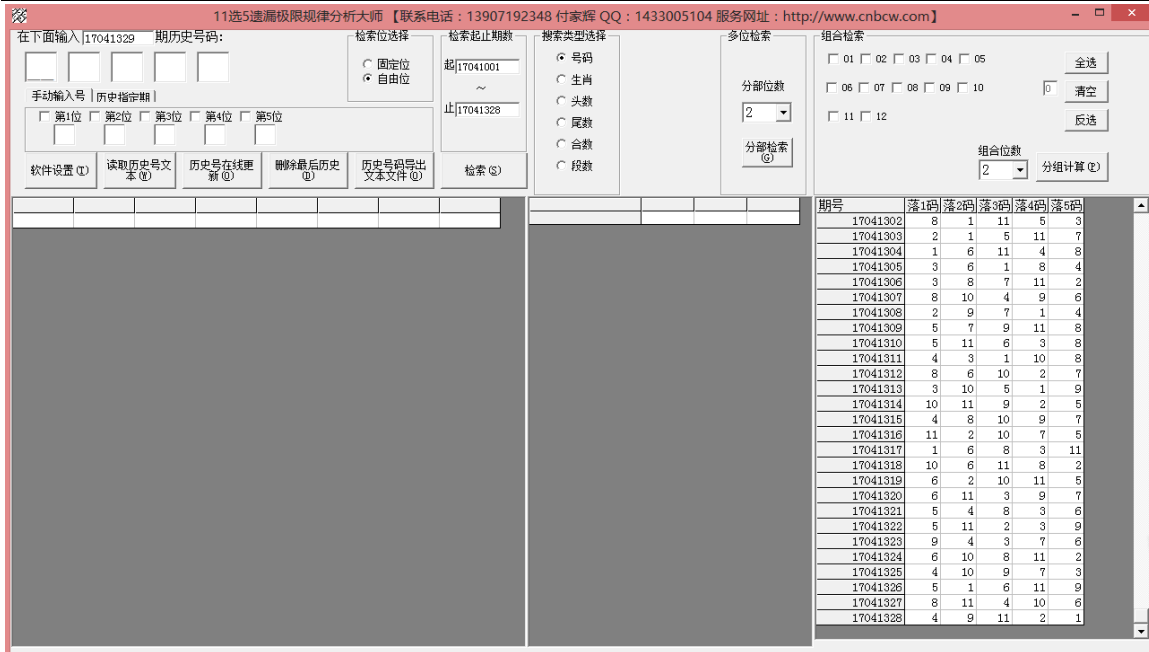 11选5遗漏极限规律分析大师 【联系电话：13907192348 付家辉 QQ：1433005104 服务网址：http://www.cnbcw.com】
在下面输入 17041329 期历史号码:
手动输入号 历史指定期
第1位 第2位 第3位 第4位 第5位
软件设置(T) 读取历史号文本(W) 历史号在线更新(Q) 删除最后历史(D) 历史号码导出文本文件(O)
检索位选择
固定位
自由位
检索起止期数
起 17041001
~
止 17041328
检索(S)
搜索类型选择
号码
生肖
头数
尾数
合数
段数
多位检索
分部位数
2
分部检索(G)
组合检索
01 02 03 04 05
06 07 08 09 10
11 12
0
全选
清空
反选
组合位数
2
分组计算(P)
期号 落1码 落2码 落3码 落4码 落5码
17041302 8 1 11 5 3
17041303 2 1 5 11 7
17041304 1 6 11 4 8
17041305 3 6 1 8 4
17041306 3 8 7 11 2
17041307 8 10 4 9 6
17041308 2 9 7 1 4
17041309 5 7 9 11 8
17041310 5 11 6 3 8
17041311 4 3 1 10 8
17041312 8 6 10 2 7
17041313 3 10 5 1 9
17041314 10 11 9 2 5
17041315 4 8 10 9 7
17041316 11 2 10 7 5
17041317 1 6 8 3 11
17041318 10 6 11 8 2
17041319 6 2 10 11 5
17041320 6 11 3 9 7
17041321 5 4 8 3 6
17041322 5 11 2 3 9
17041323 9 4 3 7 6
17041324 6 10 8 11 2
17041325 4 10 9 7 3
17041326 5 1 6 11 9
17041327 8 11 4 10 6
17041328 4 9 11 2 1